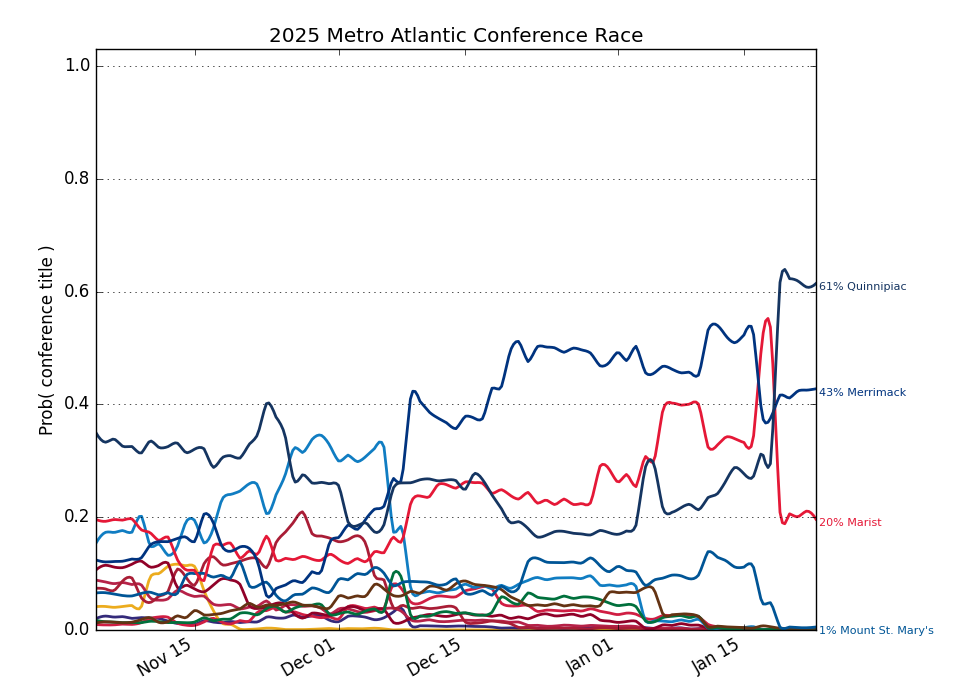 2025 Metro Atlantic Conference Race
1.0
0.8
0.6
0.4
0.2
0.0
Prob( conference title )
61% Quinnipiac
43% Merrimack
20% Marist
1% Mount St. Mary's
Nov 15
Dec 01
Dec 15
Jan 01
Jan 15